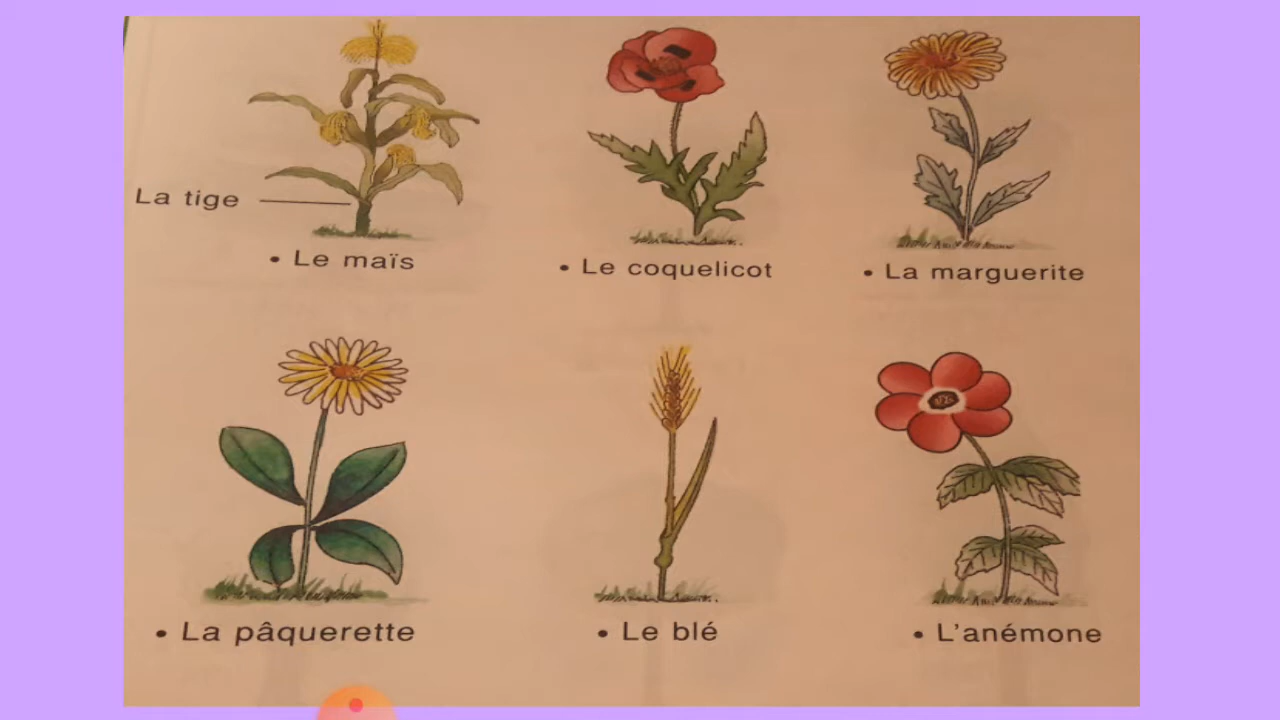 La tige
• Le maïs
• Le coquelicot
• La marguerite
• La pâquerette
• Le blé
• L'anémone